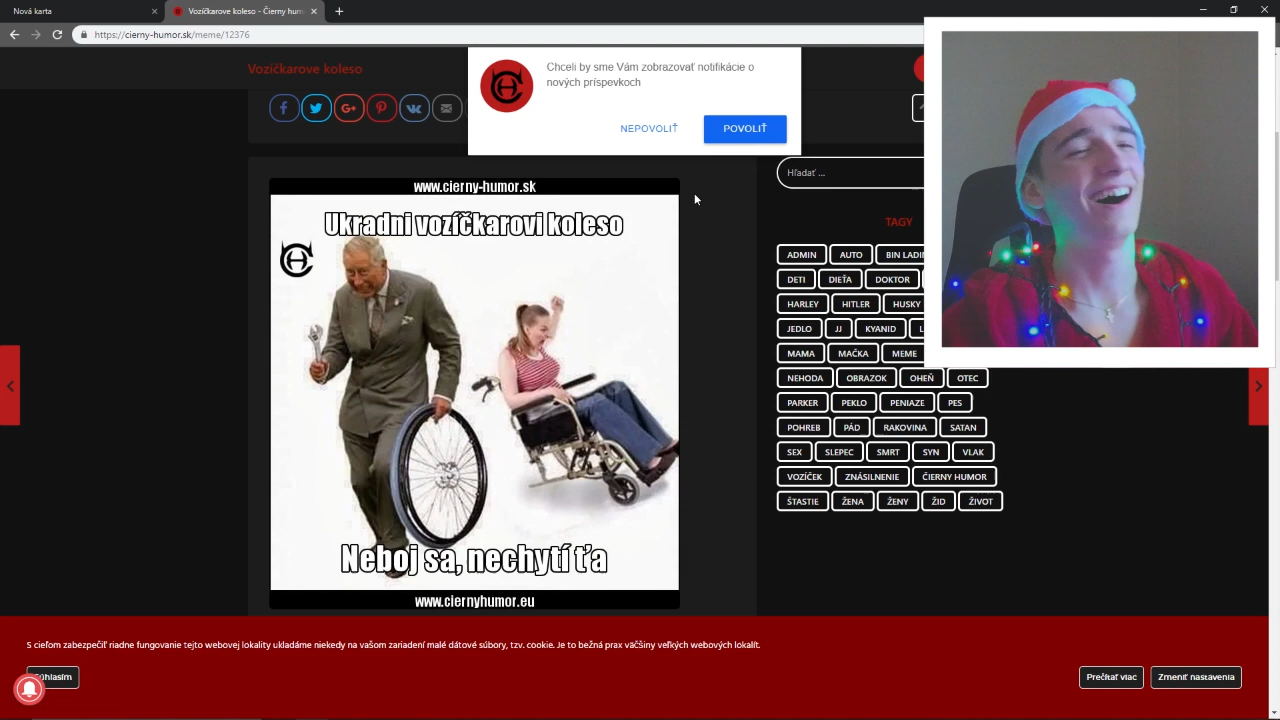 Nová karta
Vozíčkarove koleso - Čierny hum
https://cierny-humor.sk/meme/12376
Vozíčkarove koleso
Chceli by sme Vám zobrazovať notifikácie o
nových príspevkoch
NEPOVOLIŤ
POVOLIŤ
www.cierny-humor.sk
Ukradni vozíčkarovi koleso
Neboj sa, nechytí ťa
www.ciernyhumor.eu
Hľadať ...
TAGY
ADMIN AUTO BIN LADI
DETI DIEŤA DOKTOR
HARLEY HITLER HUSKY
JEDLO JJ KYANID L
MAMA MAČKA MEME
NEHODA OBRAZOK OHEŇ OTEC
PARKER PEKLO PENIAZE PES
POHREB PÁD RAKOVINA SATAN
SEX SLEPEC SMRT SYN VLAK
VOZÍČEK ZNÁSILNENIE ČIERNY HUMOR
ŠTASTIE ŽENA ŽENY ŽID ŽIVOT
S cieľom zabezpečiť riadne fungovanie tejto webovej lokality ukladáme niekedy na vašom zariadení malé dátové súbory, tzv. cookie. Je to bežná prax väčšiny veľkých webových lokalít.
úhlasím
Prečítať viac
Zmeniť nastavenia